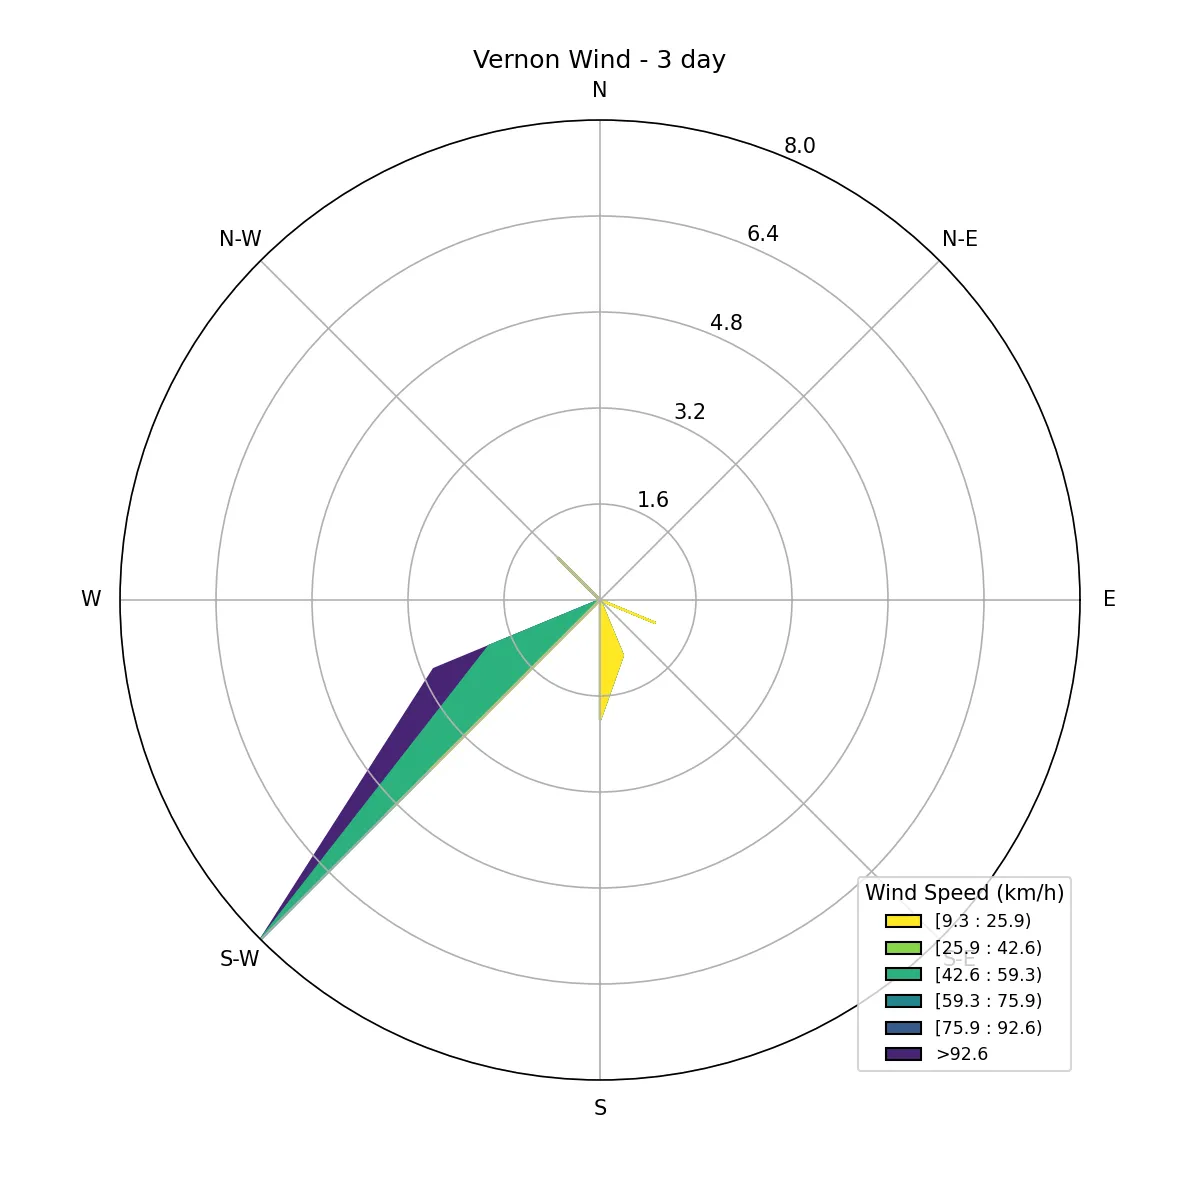 Vernon Wind - 3 day
N
8.0
N-W
6.4
N-E
4.8
3.2
1.6
W
E
Wind Speed (km/h)
[9.3 : 25.9)
[25.9 : 42.6)
S-W
S-E
[42.6 : 59.3)
[59.3 : 75.9)
[75.9 : 92.6)
>92.6
S